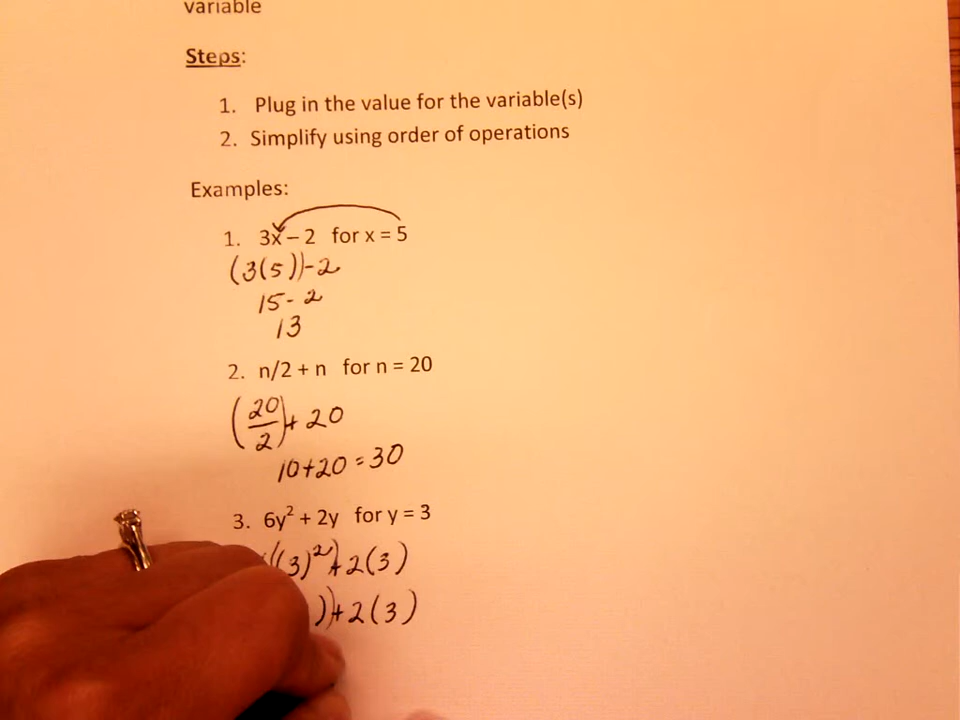 variable
Steps:
1. Plug in the value for the variable(s)
2. Simplify using order of operations
Examples:
1. 3x – 2 for x = 5
(3(5))-2
15 - 2
13
2. n/2 + n for n = 20
(20/2)+ 20
10+20 = 30
3. 6y² + 2y for y = 3
((3)²)+2(3)
))+2(3)